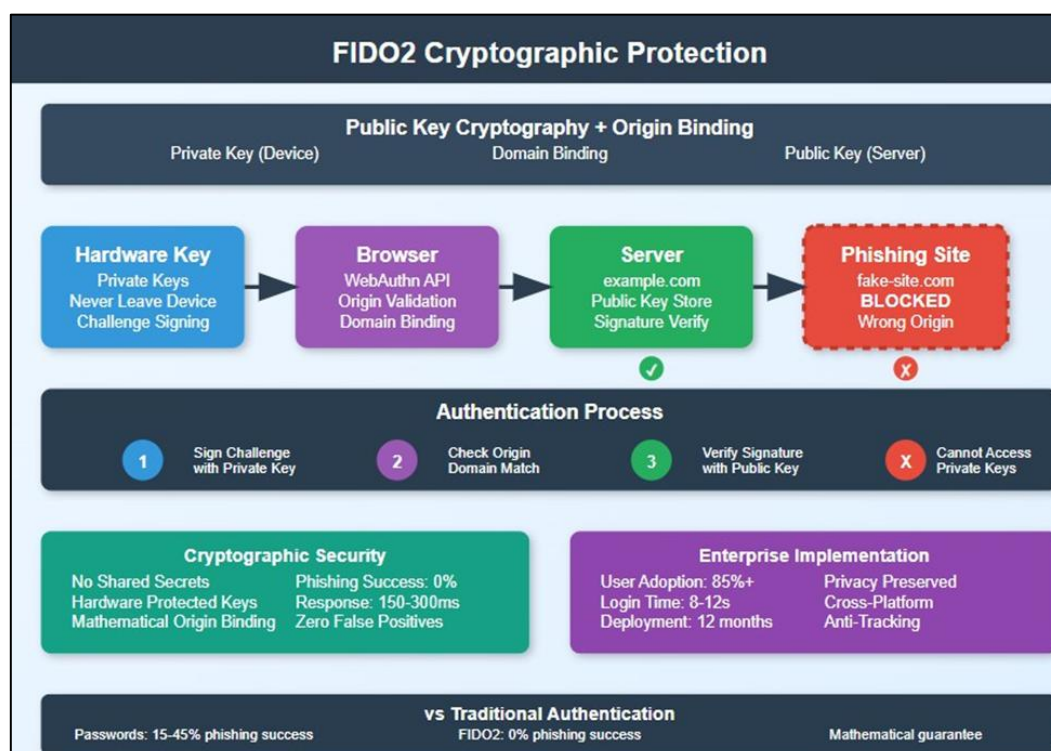 FIDO2 Cryptographic Protection
Public Key Cryptography + Origin Binding
Private Key (Device) Domain Binding Public Key (Server)
Hardware Key
Private Keys
Never Leave Device
Challenge Signing
Browser
WebAuthn API
Origin Validation
Domain Binding
Server
example.com
Public Key Store
Signature Verify
Phishing Site
fake-site.com
BLOCKED
Wrong Origin
✓
X
Authentication Process
1
Sign Challenge
with Private Key
2
Check Origin
Domain Match
3
Verify Signature
with Public Key
X
Cannot Access
Private Keys
Cryptographic Security
No Shared Secrets
Hardware Protected Keys
Mathematical Origin Binding
Phishing Success: 0%
Response: 150-300ms
Zero False Positives
Enterprise Implementation
User Adoption: 85%+
Login Time: 8-12s
Deployment: 12 months
Privacy Preserved
Cross-Platform
Anti-Tracking
vs Traditional Authentication
Passwords: 15-45% phishing success FIDO2: 0% phishing success Mathematical guarantee